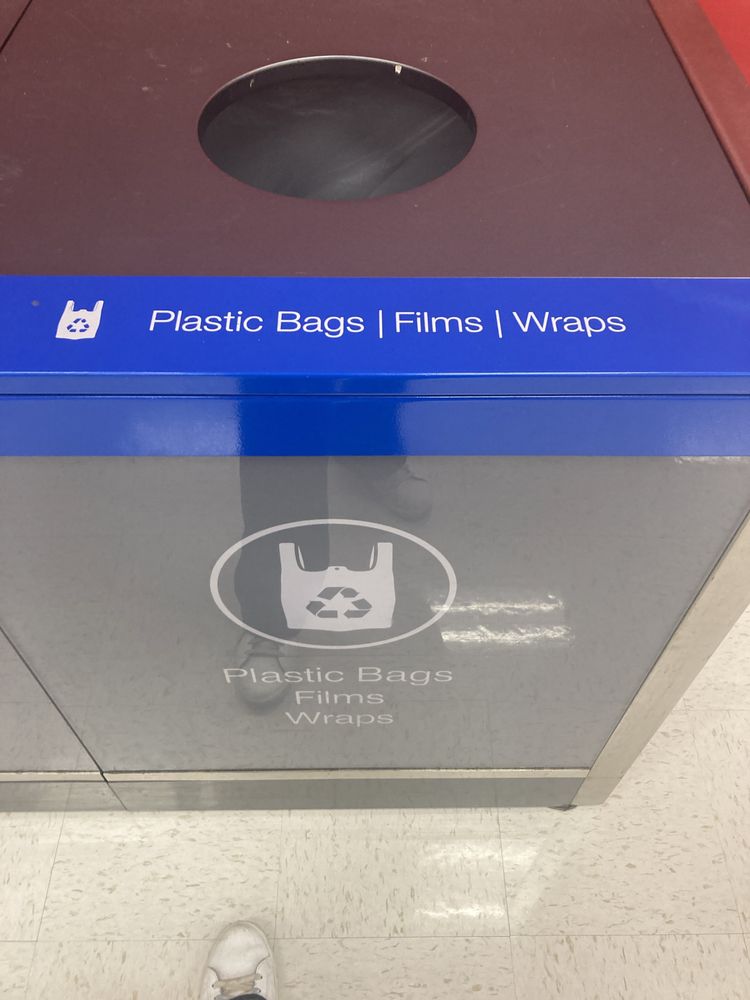 Plastic Bags | Films | Wraps
Plastic Bags
Films
Wraps